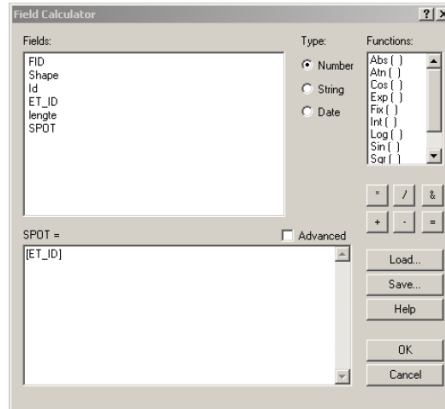 Field Calculator
Fields:
Type:
Functions:
FID
Shape
Id
ET_ID
lengte
SPOT
Number
String
Date
Abs ( )
Atn ( )
Cos ( )
Exp ( )
Fix ( )
Int ( )
Log ( )
Sin ( )
Sqr ( )
* / &
+ - =
SPOT =
Advanced
[ET_ID]
Load...
Save...
Help
OK
Cancel